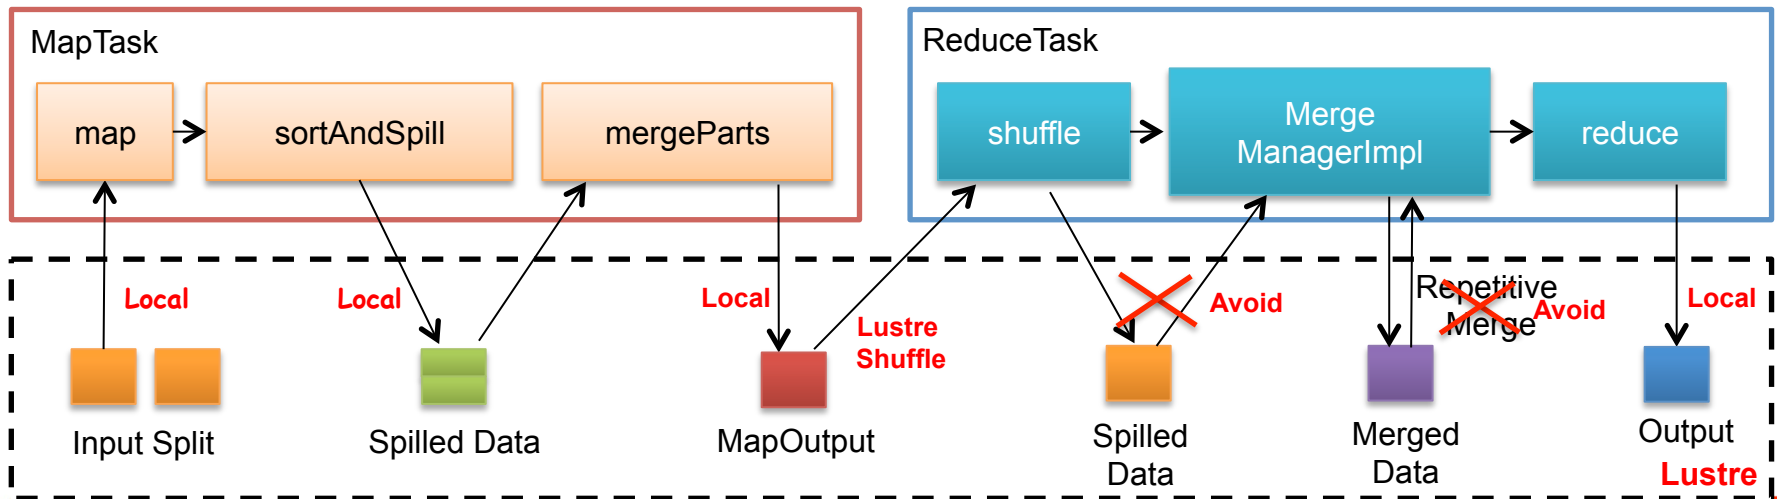 MapTask
map
sortAndSpill
mergeParts
ReduceTask
shuffle
Merge
ManagerImpl
reduce
Local
Local
Local
Lustre
Shuffle
Avoid
Repetitive
Merge
Avoid
Local
Input Split
Spilled Data
MapOutput
Spilled
Data
Merged
Data
Output
Lustre